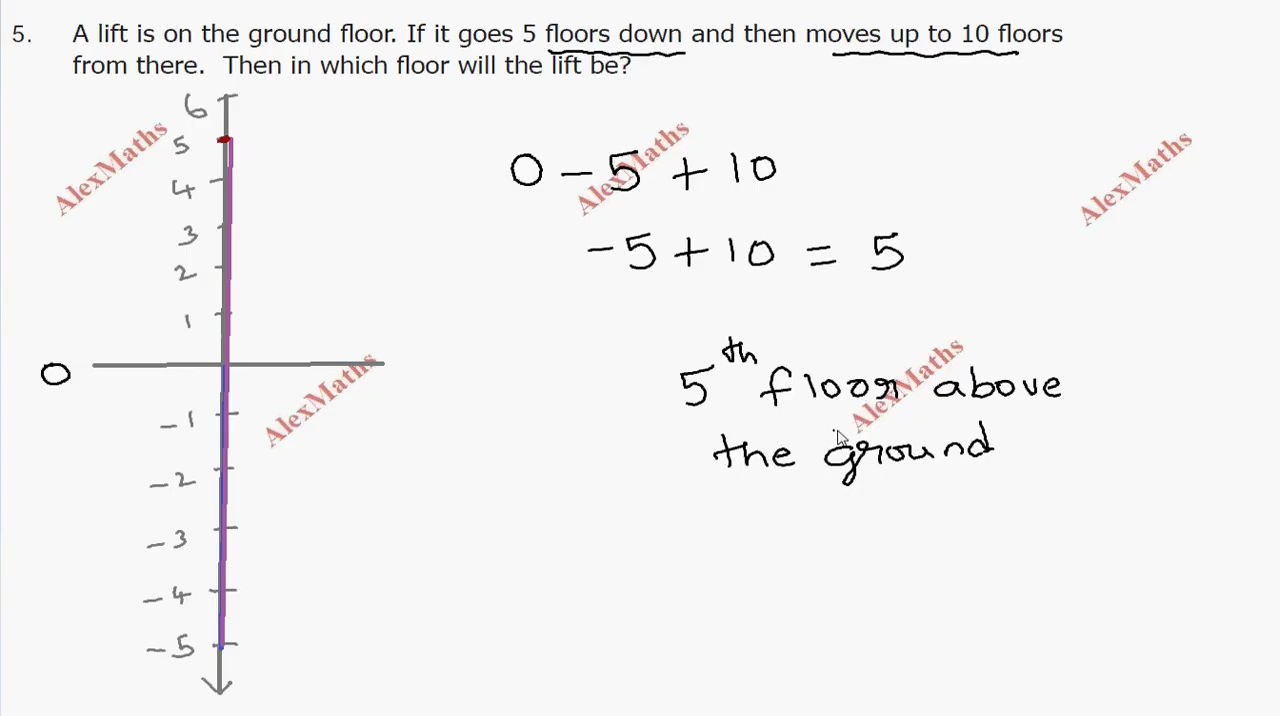 5. A lift is on the ground floor. If it goes 5 floors down and then moves up to 10 floors
from there. Then in which floor will the lift be?
6
5
4
3
2
1
0
-1
-2
-3
-4
-5
0 - 5 + 10
-5 + 10 = 5
5th floor above
the ground
AlexMaths
AlexMaths
AlexMaths
AlexMaths
AlexMaths